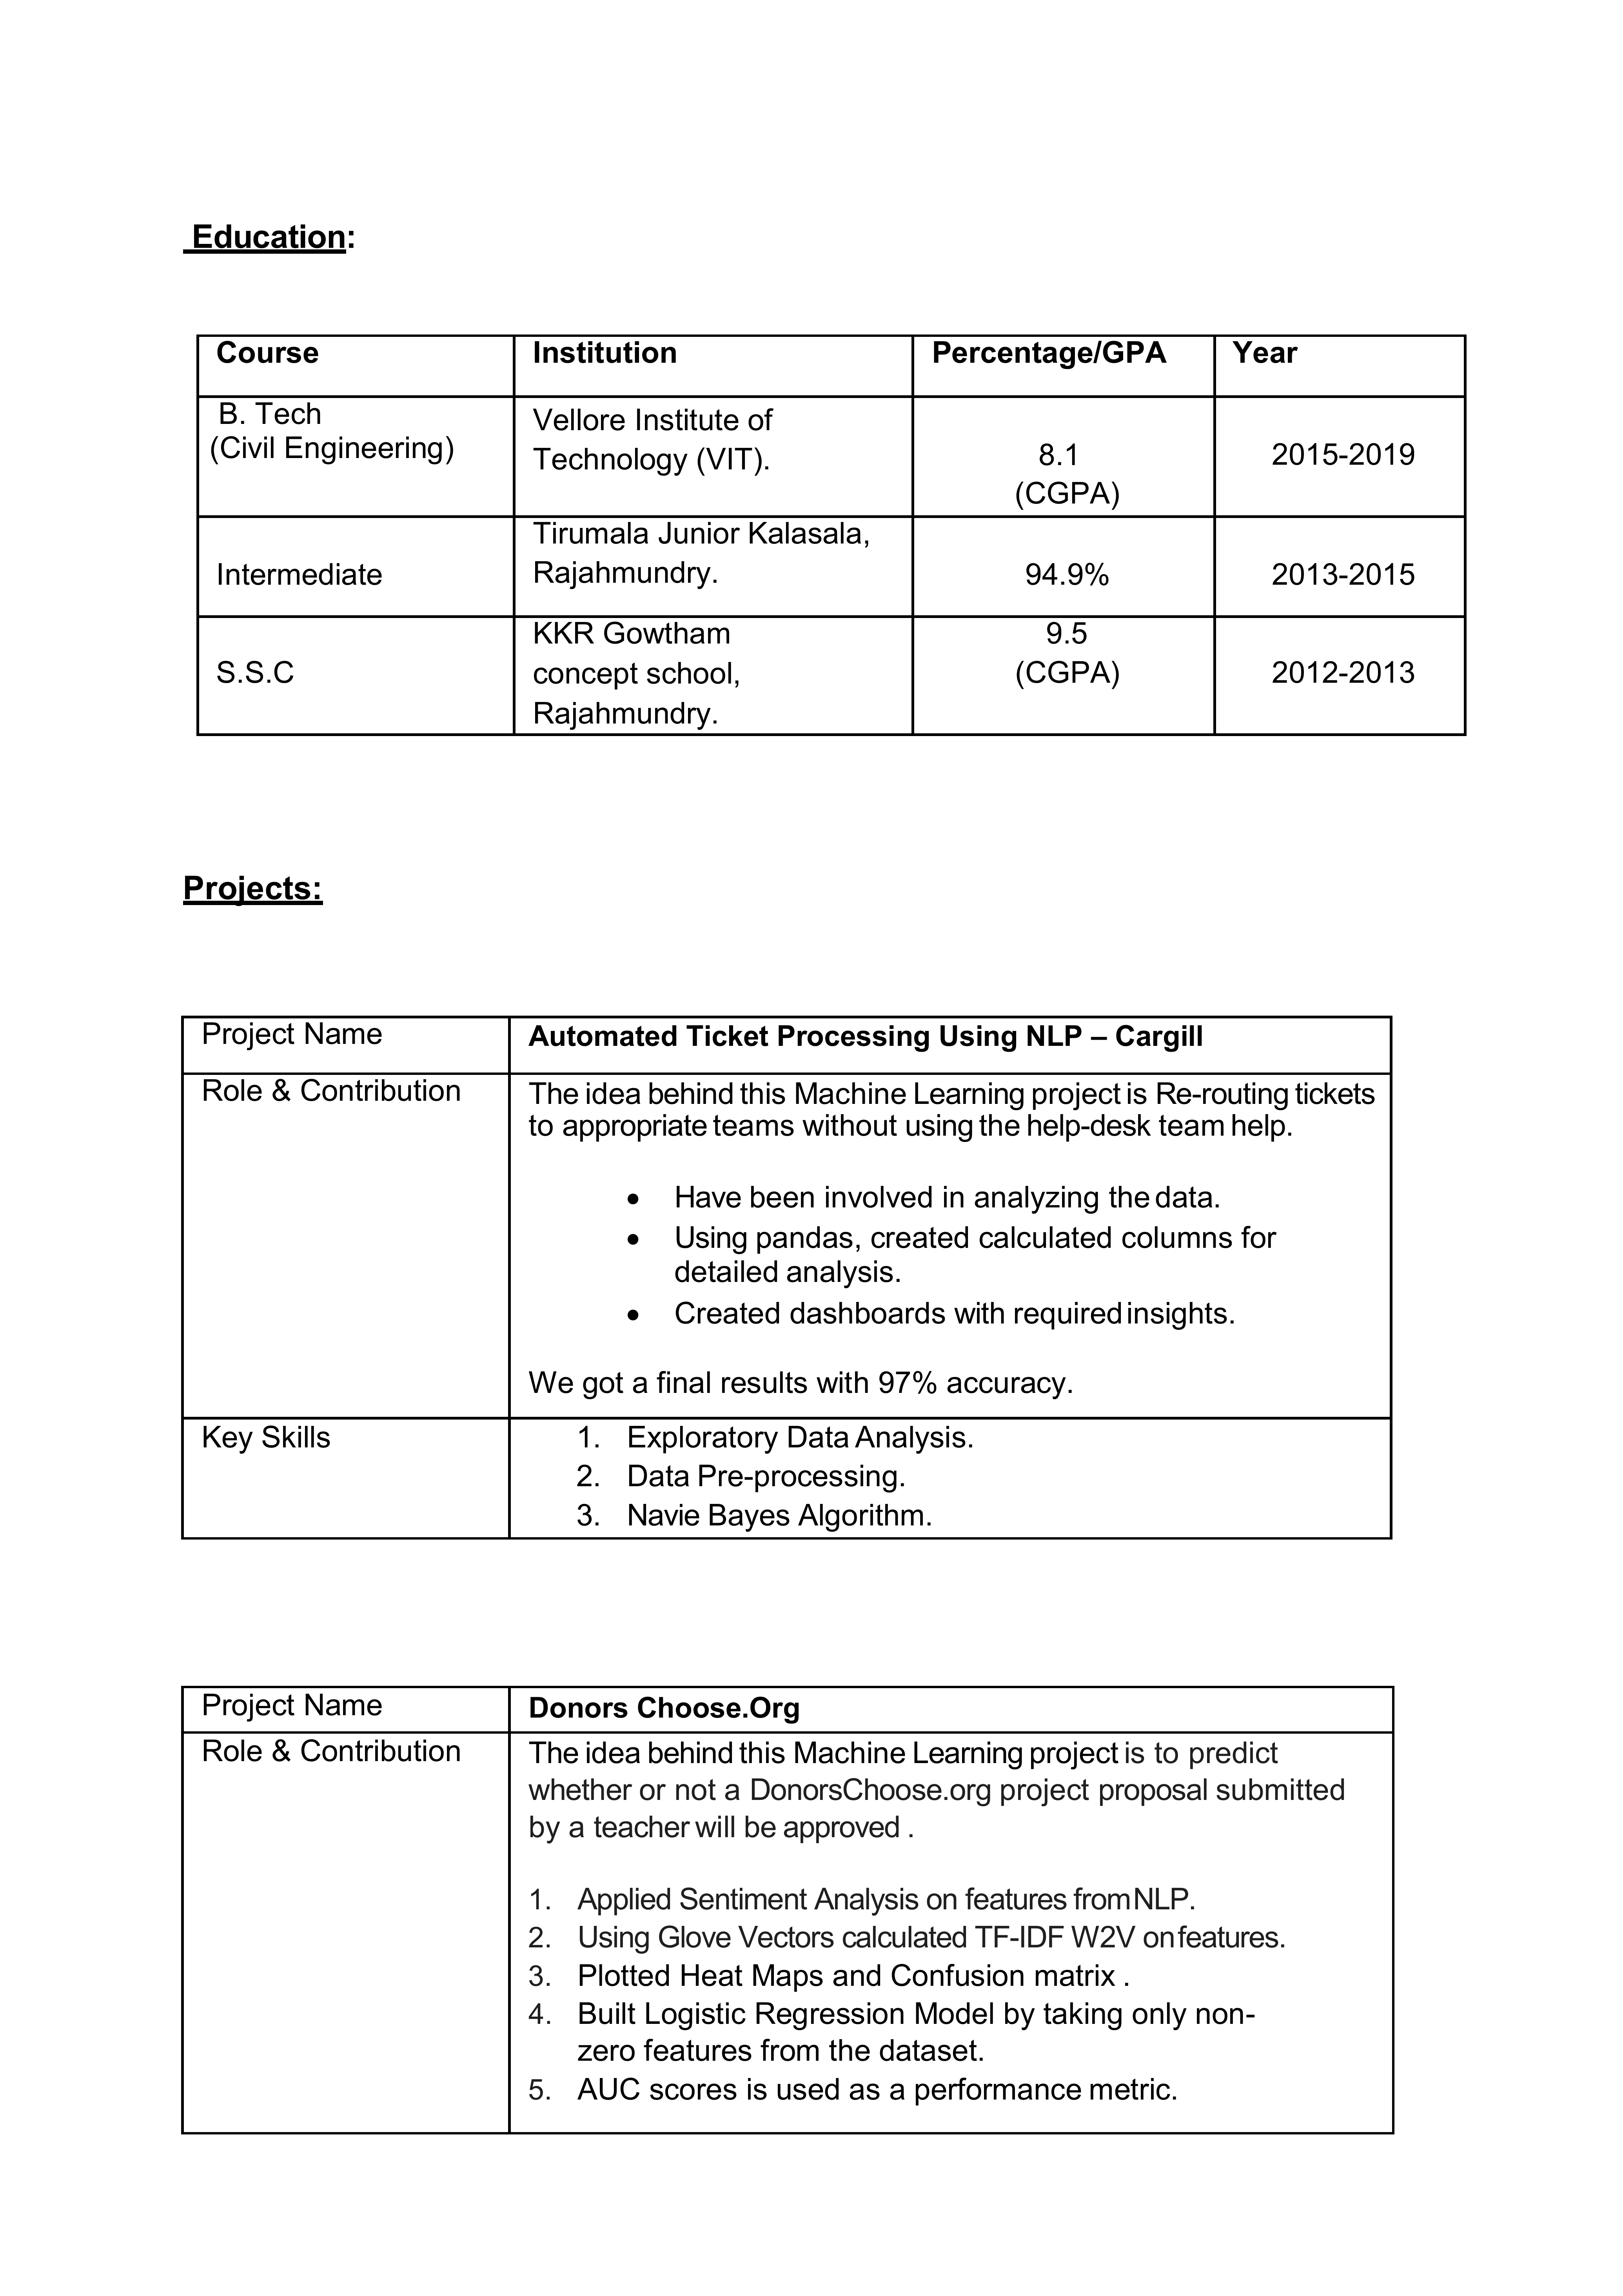 Education:
Course Institution Percentage/GPA Year
B. Tech
(Civil Engineering)
Vellore Institute of
Technology (VIT).
8.1
(CGPA)
2015-2019
Intermediate
Tirumala Junior Kalasala,
Rajahmundry.
94.9%
2013-2015
S.S.C
KKR Gowtham
concept school,
Rajahmundry.
9.5
(CGPA)
2012-2013
Projects:
Project Name
Automated Ticket Processing Using NLP – Cargill
Role & Contribution
The idea behind this Machine Learning project is Re-routing tickets
to appropriate teams without using the help-desk team help.
• Have been involved in analyzing the data.
• Using pandas, created calculated columns for
detailed analysis.
• Created dashboards with required insights.
We got a final results with 97% accuracy.
Key Skills
1. Exploratory Data Analysis.
2. Data Pre-processing.
3. Navie Bayes Algorithm.
Project Name
Donors Choose.Org
Role & Contribution
The idea behind this Machine Learning project is to predict
whether or not a DonorsChoose.org project proposal submitted
by a teacher will be approved .
1. Applied Sentiment Analysis on features from NLP.
2. Using Glove Vectors calculated TF-IDF W2V on features.
3. Plotted Heat Maps and Confusion matrix .
4. Built Logistic Regression Model by taking only non-
zero features from the dataset.
5. AUC scores is used as a performance metric.